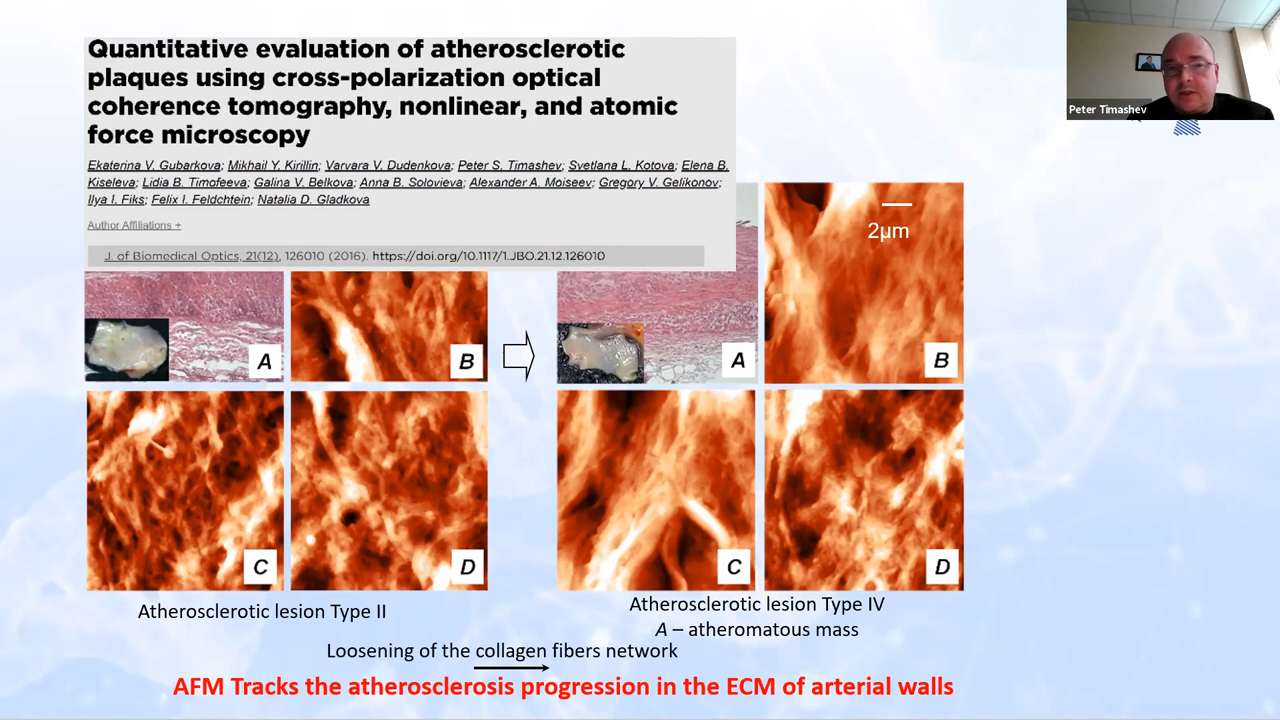 Quantitative evaluation of atherosclerotic
plaques using cross-polarization optical
coherence tomography, nonlinear, and atomic
force microscopy
Ekaterina V. Gubarkova; Mikhail Y. Kirillin; Varvara V. Dudenkova; Peter S. Timashev; Svetlana L. Kotova; Elena B.
Kiseleva; Lidia B. Timofeeva; Galina V. Belkova; Anna B. Solovieva; Alexander A. Moiseev; Gregory V. Gelikonov;
Ilya I. Fiks; Felix I. Feldchtein; Natalia D. Gladkova
Author Affiliations +
J. of Biomedical Optics, 21(12), 126010 (2016). https://doi.org/10.1117/1.JBO.21.12.126010
Peter Timashev
2µm
A
B
A
B
C
D
C
D
Atherosclerotic lesion Type II
Atherosclerotic lesion Type IV
A – atheromatous mass
Loosening of the collagen fibers network
AFM Tracks the atherosclerosis progression in the ECM of arterial walls